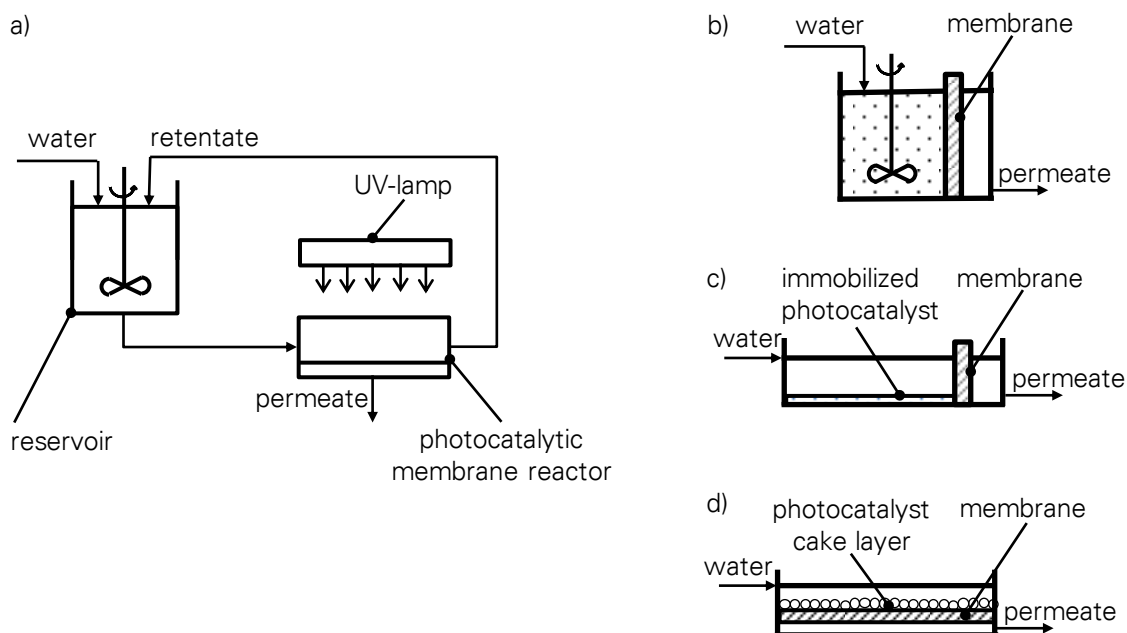 a)
water
retentate
UV-lamp
permeate
reservoir
photocatalytic
membrane reactor
b)
water
membrane
permeate
c)
immobilized
photocatalyst
membrane
water
permeate
d)
photocatalyst
cake layer
membrane
water
permeate